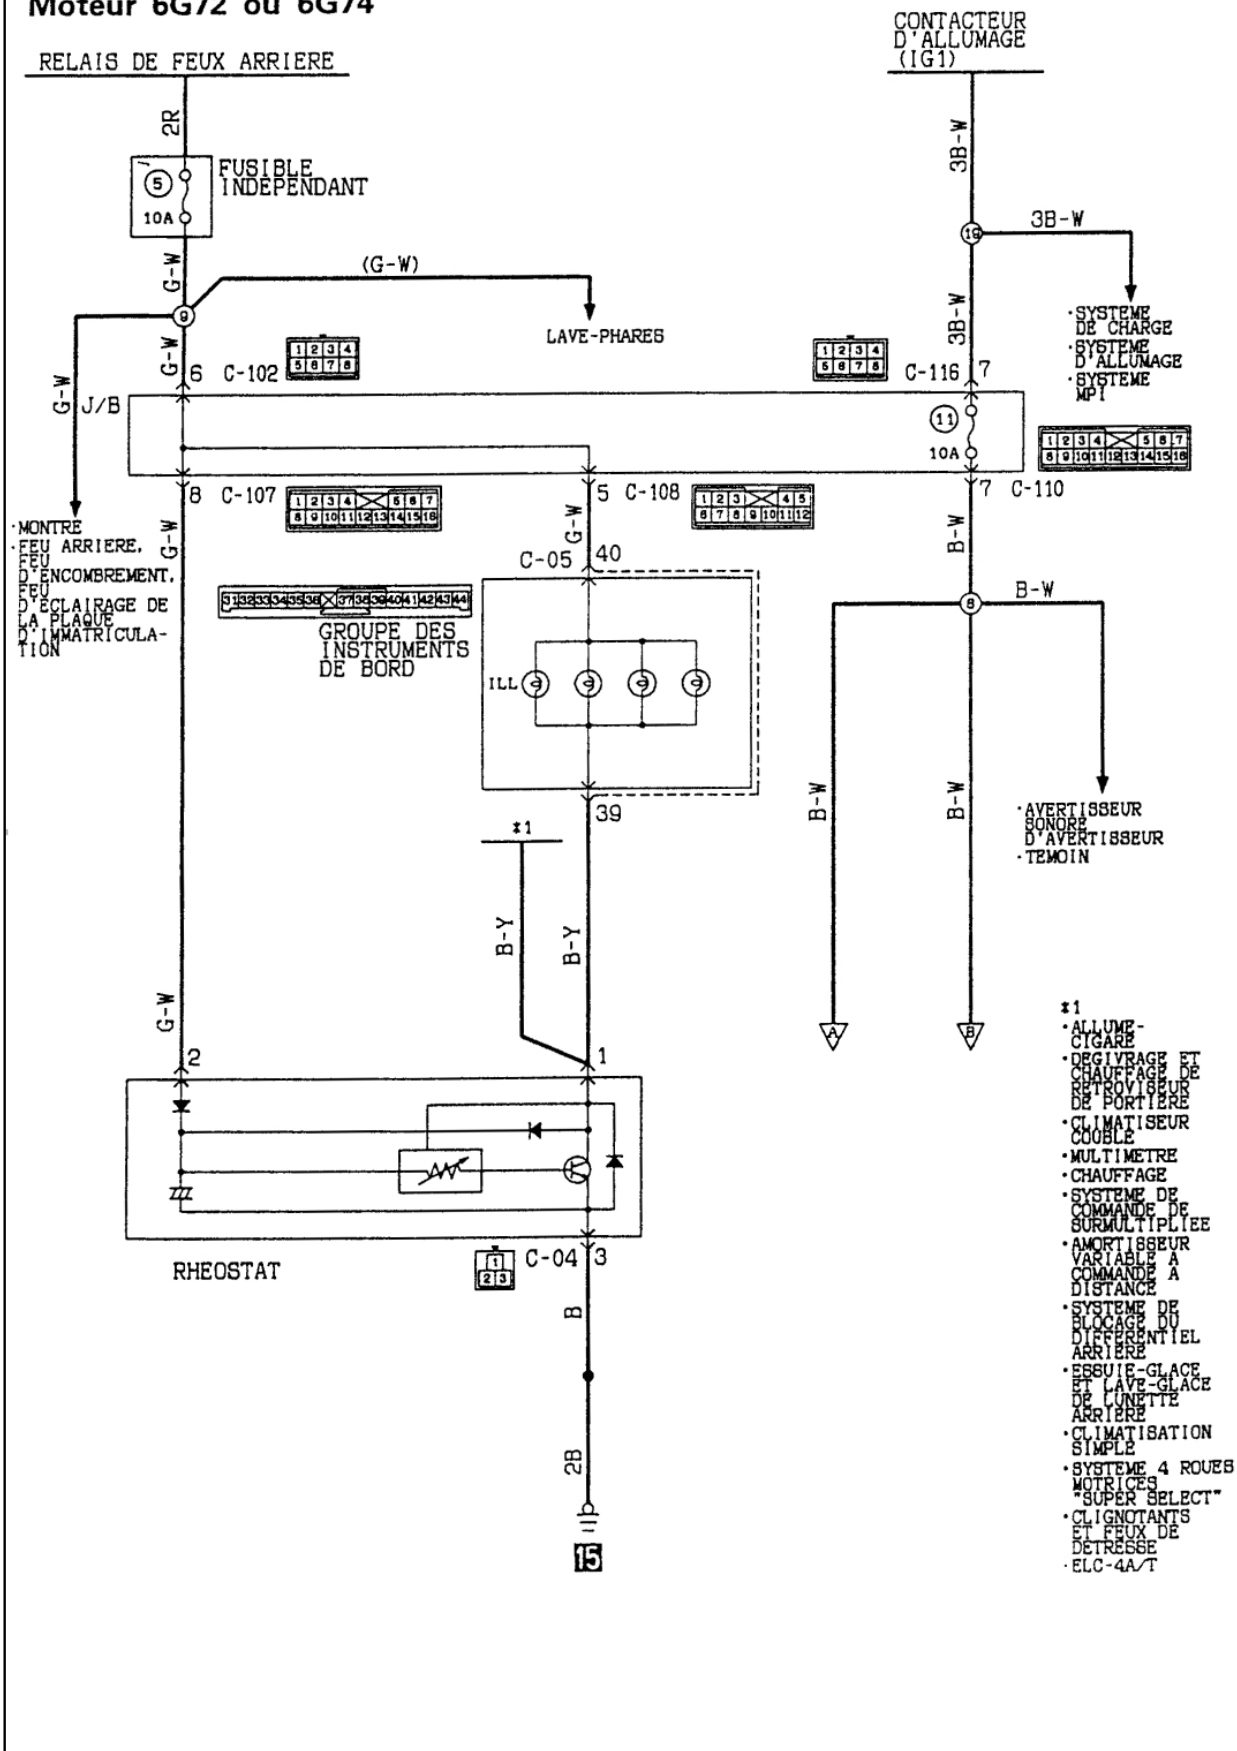 Moteur 6G72 ou 6G74
RELAIS DE FEUX ARRIERE
CONTACTEUR
D'ALLUMAGE
(IG1)
2R
3B-W
5
10A
FUSIBLE
INDEPENDANT
G-W
(G-W)
9
19
3B-W
LAVE-PHARES
G-W
G-W
3B-W
·SYSTEME
DE CHARGE
·SYSTEME
D'ALLUMAGE
·SYSTEME
MPI
6
C-102
1 2 3 4
5 6 7 8
1 2 3 4
5 6 7 8
C-116
7
J/B
11
10A
1 2 3 4 5 6 7
8 9 10 11 12 13 14 15 16
8
C-107
1 2 3 4 5 6 7
8 9 10 11 12 13 14 15 16
5
C-108
1 2 3 4 5
6 7 8 9 10 11 12
7
C-110
·MONTRE
·FEU ARRIERE,
FEU
D'ENCOMBREMENT,
FEU
D'ECLAIRAGE DE
LA PLAQUE
D'IMMATRICULA-
TION
G-W
G-W
B-W
C-05
40
31 32 33 34 35 36 37 38 39 40 41 42 43 44
GROUPE DES
INSTRUMENTS
DE BORD
ILL
8
B-W
39
B-W
B-W
·AVERTISSEUR
SONORE
D'AVERTISSEUR
·TEMOIN
*1
B-Y
B-Y
G-W
A
B
2
1
RHEOSTAT
1
2 3
C-04
3
B
2B
15
*1
·ALLUME-
CIGARE
·DEGIVRAGE ET
CHAUFFAGE DE
RETROVISEUR
DE PORTIERE
·CLIMATISEUR
COUBLE
·MULTIMETRE
·CHAUFFAGE
·SYSTEME DE
COMMANDE DE
SURMULTIPLIEE
·AMORTISSEUR
VARIABLE A
COMMANDE A
DISTANCE
·SYSTEME DE
BLOCAGE DU
DIFFERENTIEL
ARRIERE
·ESSUIE-GLACE
ET LAVE-GLACE
DE LUNETTE
ARRIERE
·CLIMATISATION
SIMPLE
·SYSTEME 4 ROUES
MOTRICES
"SUPER SELECT"
·CLIGNOTANTS
ET FEUX DE
DETRESSE
·ELC-4A/T